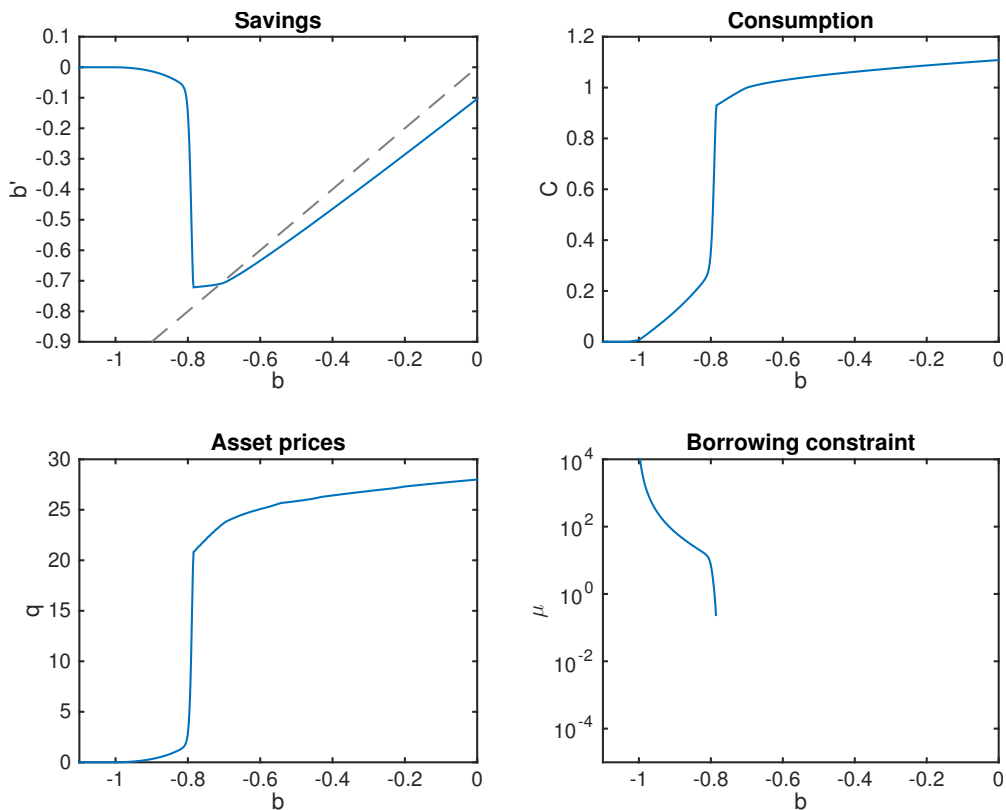 Savings
0.1
0
-0.1
-0.2
-0.3
-0.4
-0.5
-0.6
-0.7
-0.8
-0.9
b'
-1 -0.8 -0.6 -0.4 -0.2 0
b
Consumption
1.2
1
0.8
0.6
0.4
0.2
0
C
-1 -0.8 -0.6 -0.4 -0.2 0
b
Asset prices
30
25
20
15
10
5
0
q
-1 -0.8 -0.6 -0.4 -0.2 0
b
Borrowing constraint
10^4
10^2
10^0
10^-2
10^-4
μ
-1 -0.8 -0.6 -0.4 -0.2 0
b